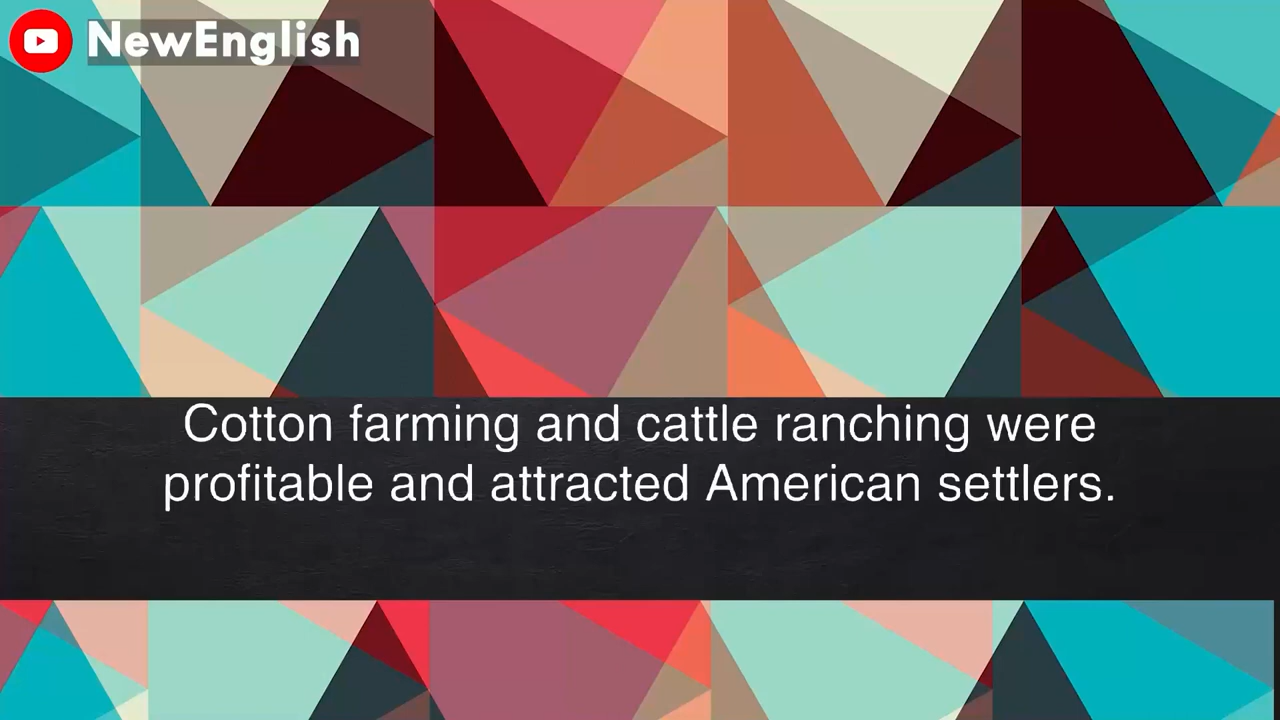 NewEnglish
Cotton farming and cattle ranching were
profitable and attracted American settlers.